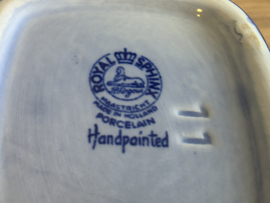 ROYAL SPHINX
MAASTRICHT
MADE IN HOLLAND
PORCELAIN
Handpainted